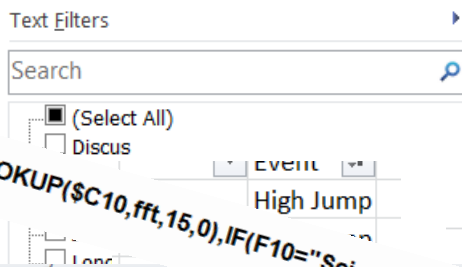 Text Filters
Search
(Select All)
Discus
Event
High Jump
OKUP($C10,fft,15,0),IF(F10="$